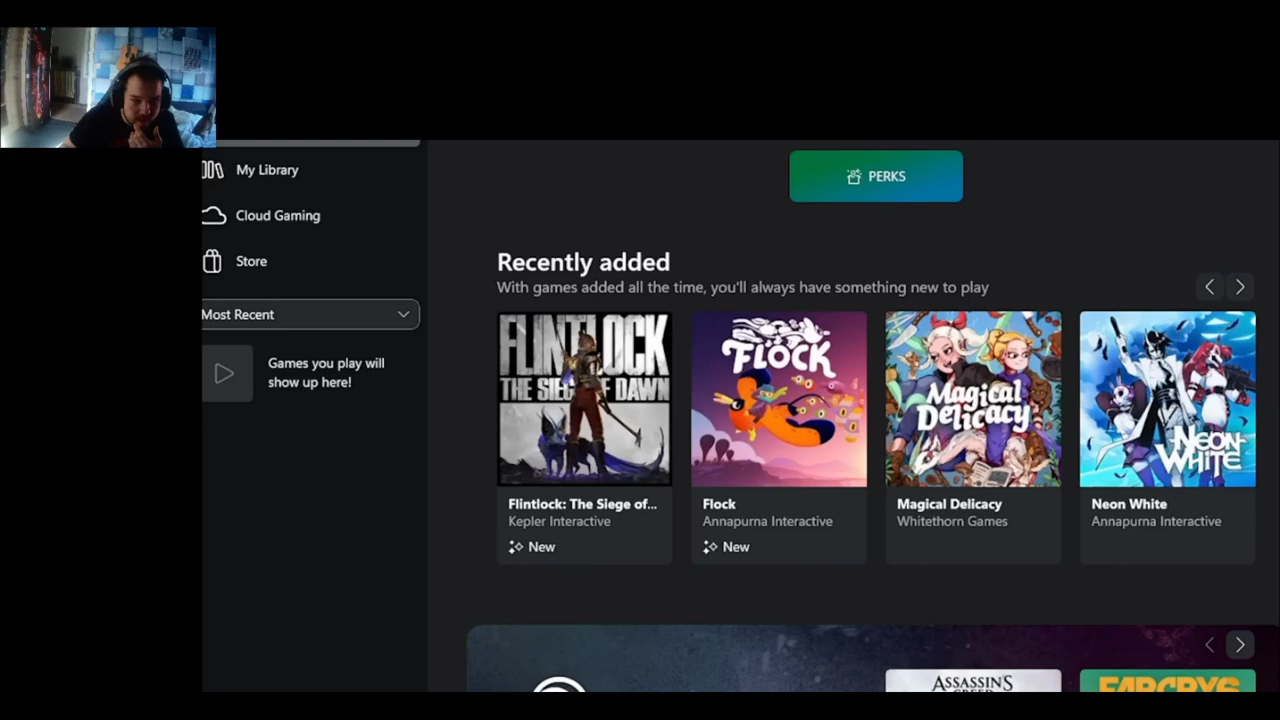 My Library
Cloud Gaming
Store
Most Recent
Games you play will
show up here!
PERKS
Recently added
With games added all the time, you'll always have something new to play
FLINTLOCK
THE SIEGE OF DAWN
Flintlock: The Siege of...
Kepler Interactive
New
FLOCK
Flock
Annapurna Interactive
New
Magical
Delicacy
Magical Delicacy
Whitethorn Games
NEON
WHITE
Neon White
Annapurna Interactive
ASSASSIN'S
CREED
FARCRY6